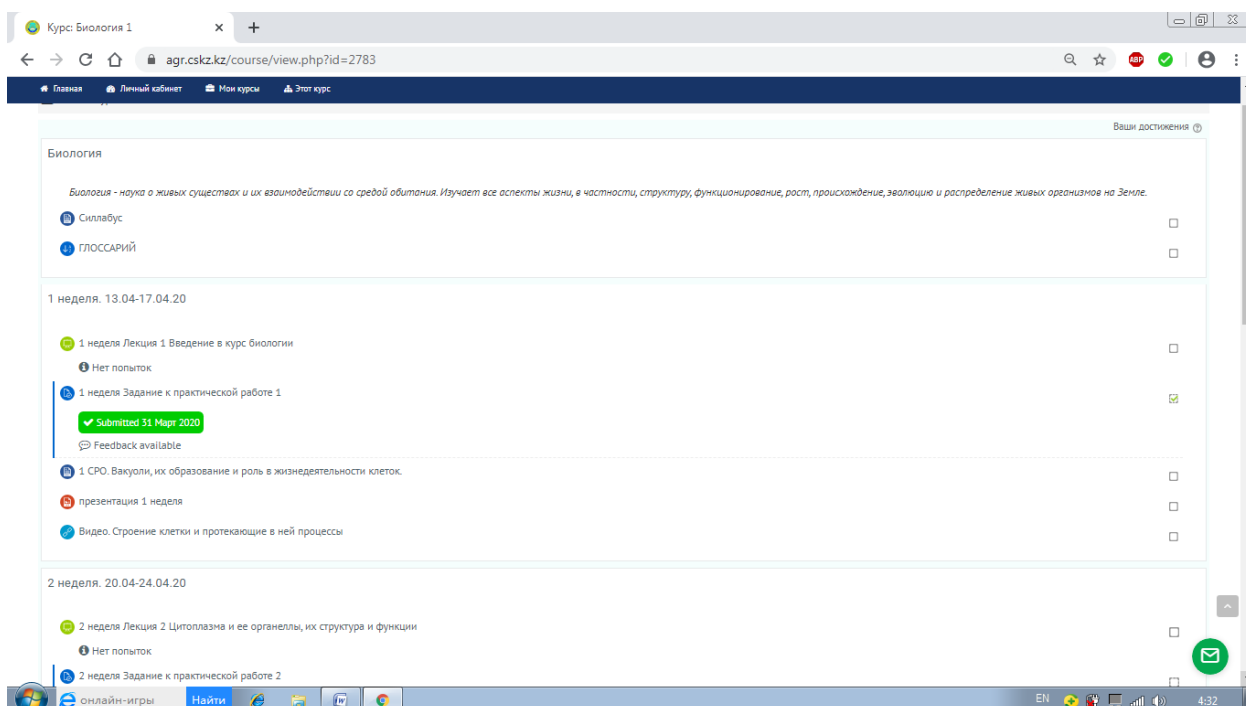 Курс: Биология 1
agr.cskz.kz/course/view.php?id=2783
ABP
Главная Личный кабинет Мои курсы Этот курс
Ваши достижения
Биология
Биология - наука о живых существах и их взаимодействии со средой обитания. Изучает все аспекты жизни, в частности, структуру, функционирование, рост, происхождение, эволюцию и распределение живых организмов на Земле.
Силлабус
ГЛОССАРИЙ
1 неделя. 13.04-17.04.20
1 неделя Лекция 1 Введение в курс биологии
Нет попыток
1 неделя Задание к практической работе 1
Submitted 31 Март 2020
Feedback available
1 СРО. Вакуоли, их образование и роль в жизнедеятельности клеток.
презентация 1 неделя
Видео. Строение клетки и протекающие в ней процессы
2 неделя. 20.04-24.04.20
2 неделя Лекция 2 Цитоплазма и ее органеллы, их структура и функции
Нет попыток
2 неделя Задание к практической работе 2
онлайн-игры Найти EN 4:32